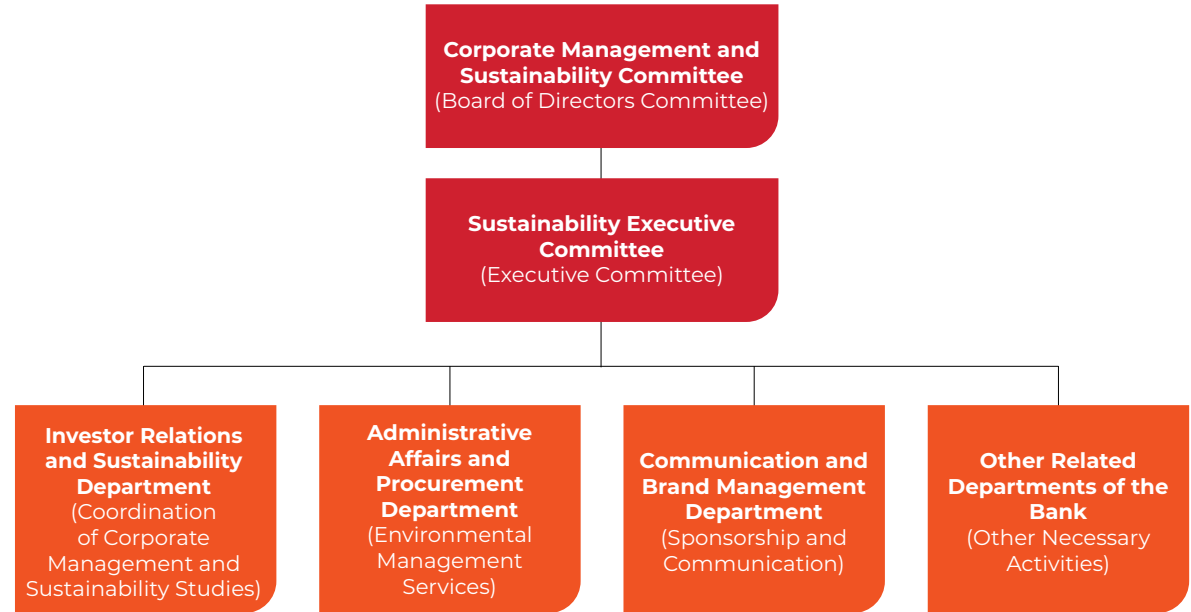 Corporate Management and
Sustainability Committee
(Board of Directors Committee)
Sustainability Executive
Committee
(Executive Committee)
Investor Relations
and Sustainability
Department
(Coordination
of Corporate
Management and
Sustainability Studies)
Administrative
Affairs and
Procurement
Department
(Environmental
Management
Services)
Communication and
Brand Management
Department
(Sponsorship and
Communication)
Other Related
Departments of the
Bank
(Other Necessary
Activities)